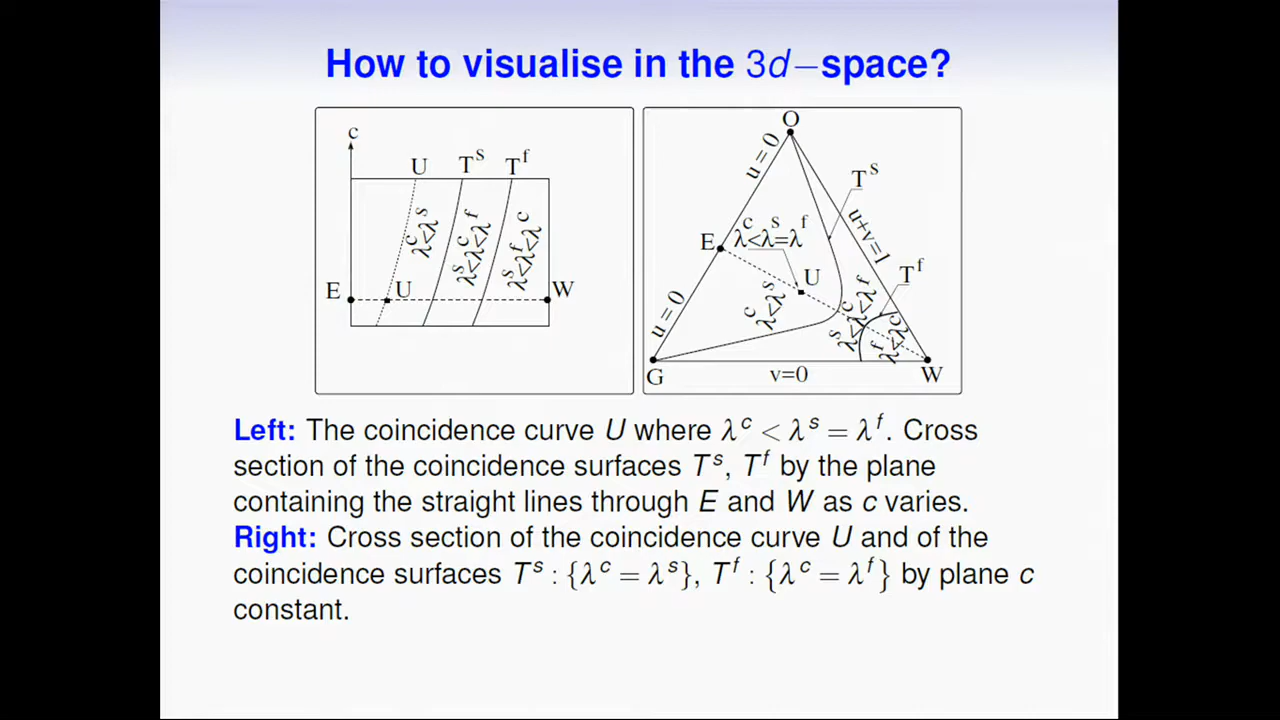 How to visualise in the 3d−space?
c
U T^s T^f
λ^c<λ^s
λ^s<λ^c<λ^f
λ^s<λ^f<λ^c
E U W
O
u=0
T^s
u+v=1
E
λ^c<λ^s=λ^f
U
T^f
u=0
λ^c<λ^s
λ^s<λ^c<λ^f
λ^f<λ^c
G v=0 W
Left: The coincidence curve U where λ^c < λ^s = λ^f. Cross
section of the coincidence surfaces T^s, T^f by the plane
containing the straight lines through E and W as c varies.
Right: Cross section of the coincidence curve U and of the
coincidence surfaces T^s : {λ^c = λ^s}, T^f : {λ^c = λ^f} by plane c
constant.